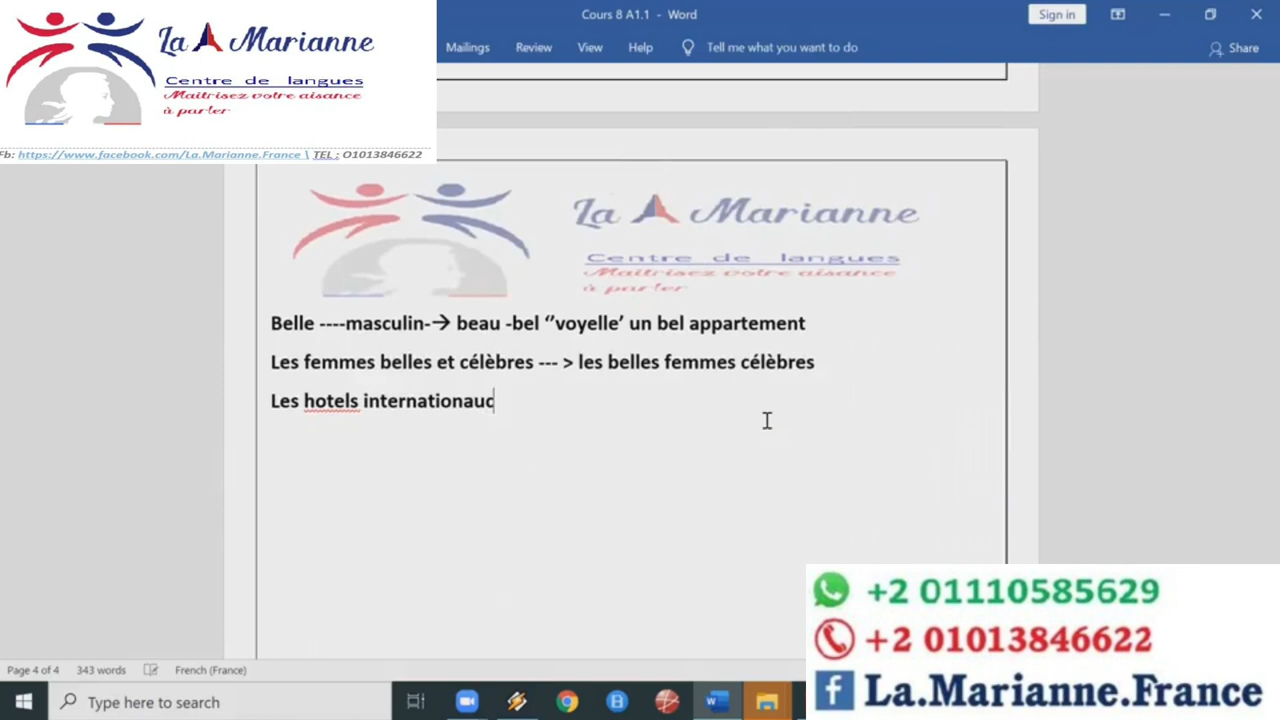 Cours 8 A1.1 - Word
Sign in
La Marianne
Centre de langues
Maitrisez votre aisance
à parler
Fb: https://www.facebook.com/La.Marianne.France \ TEL : 01013846622
Mailings Review View Help Tell me what you want to do Share
La Marianne
Centre de langues
Maitrisez votre aisance
à parler
Belle ----masculin-→ beau -bel ‘’voyelle’ un bel appartement
Les femmes belles et célèbres --- > les belles femmes célèbres
Les hotels internationauc
+2 01110585629
+2 01013846622
La.Marianne.France
Page 4 of 4 343 words French (France)
Type here to search